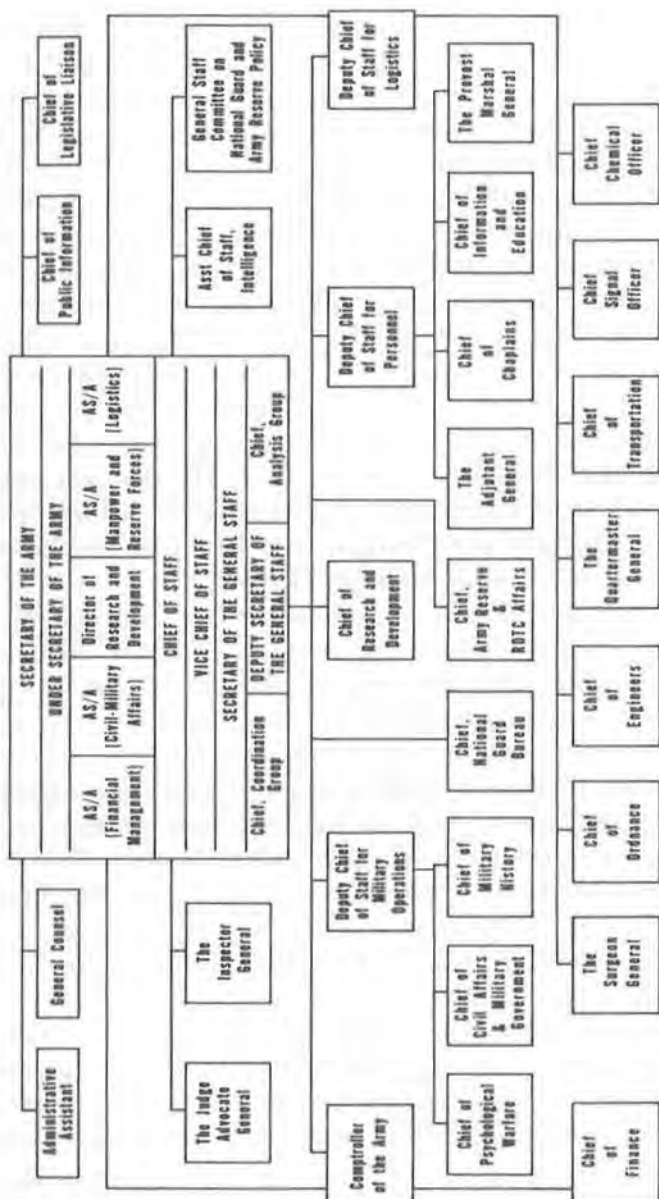 Administrative
Assistant
General Counsel
SECRETARY OF THE ARMY
UNDER SECRETARY OF THE ARMY
AS/A
(Financial
Management)
AS/A
(Civil-Military
Affairs)
Director of
Research and
Development
AS/A
(Manpower and
Reserve Forces)
AS/A
(Logistics)
Chief of
Public Information
Chief of
Legislative Liaison
The Judge
Advocate
General
The
Inspector
General
CHIEF OF STAFF
VICE CHIEF OF STAFF
SECRETARY OF THE GENERAL STAFF
Chief, Coordination
Group
DEPUTY SECRETARY OF
THE GENERAL STAFF
Chief,
Analysis Group
Asst Chief
of Staff,
Intelligence
General Staff
Committee on
National Guard and
Army Reserve Policy
Comptroller
of the Army
Deputy Chief
of Staff for
Military
Operations
Chief of
Research and
Development
Deputy Chief
of Staff for
Personnel
Deputy Chief
of Staff for
Logistics
Chief of
Psychological
Warfare
Chief of
Civil Affairs
& Military
Government
Chief of
Military
History
Chief,
National
Guard
Bureau
Chief,
Army Reserve
&
ROTC Affairs
The
Adjutant
General
Chief
of
Chaplains
Chief of
Information
and
Education
The Provost
Marshal
General
Chief
of
Finance
The
Surgeon
General
Chief
of
Ordnance
Chief
of
Engineers
The
Quartermaster
General
Chief
of
Transportation
Chief
Signal
Officer
Chief
Chemical
Officer